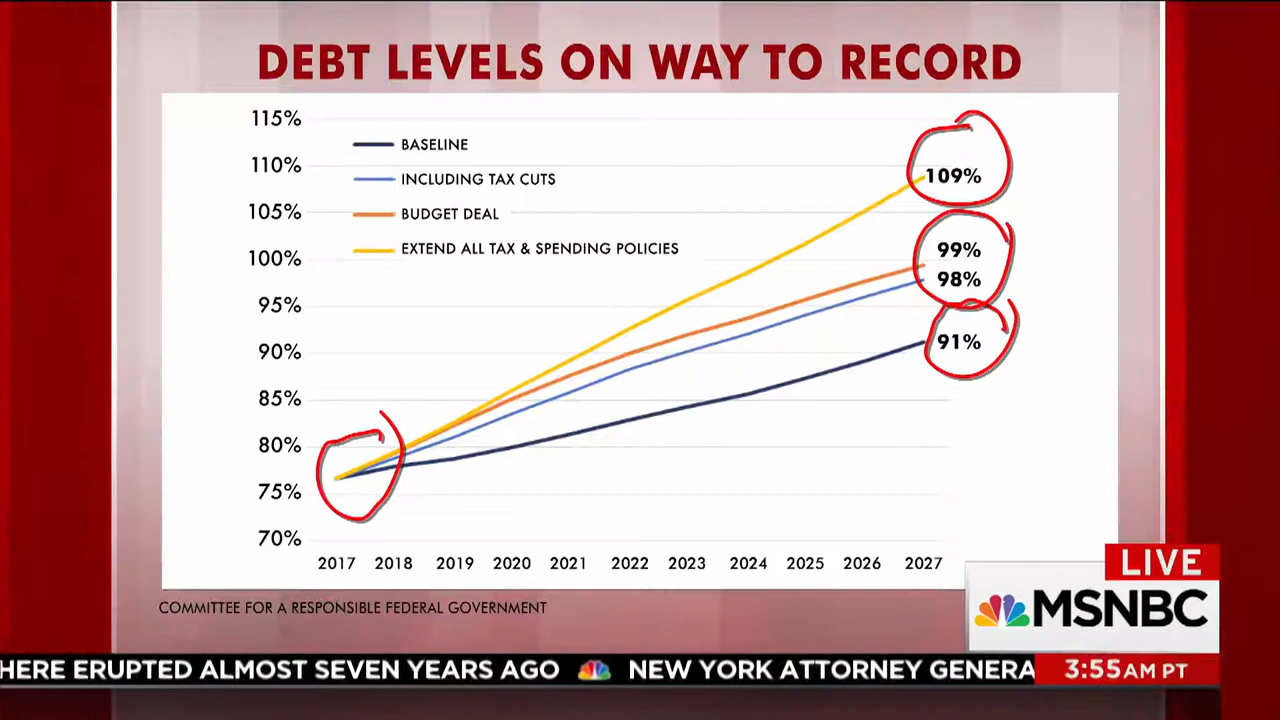 DEBT LEVELS ON WAY TO RECORD
115%
110%
105%
100%
95%
90%
85%
80%
75%
70%
BASELINE
INCLUDING TAX CUTS
BUDGET DEAL
EXTEND ALL TAX & SPENDING POLICIES
109%
99%
98%
91%
2017 2018 2019 2020 2021 2022 2023 2024 2025 2026 2027
COMMITTEE FOR A RESPONSIBLE FEDERAL GOVERNMENT
LIVE
MSNBC
HERE ERUPTED ALMOST SEVEN YEARS AGO NEW YORK ATTORNEY GENERA
3:55 AM PT